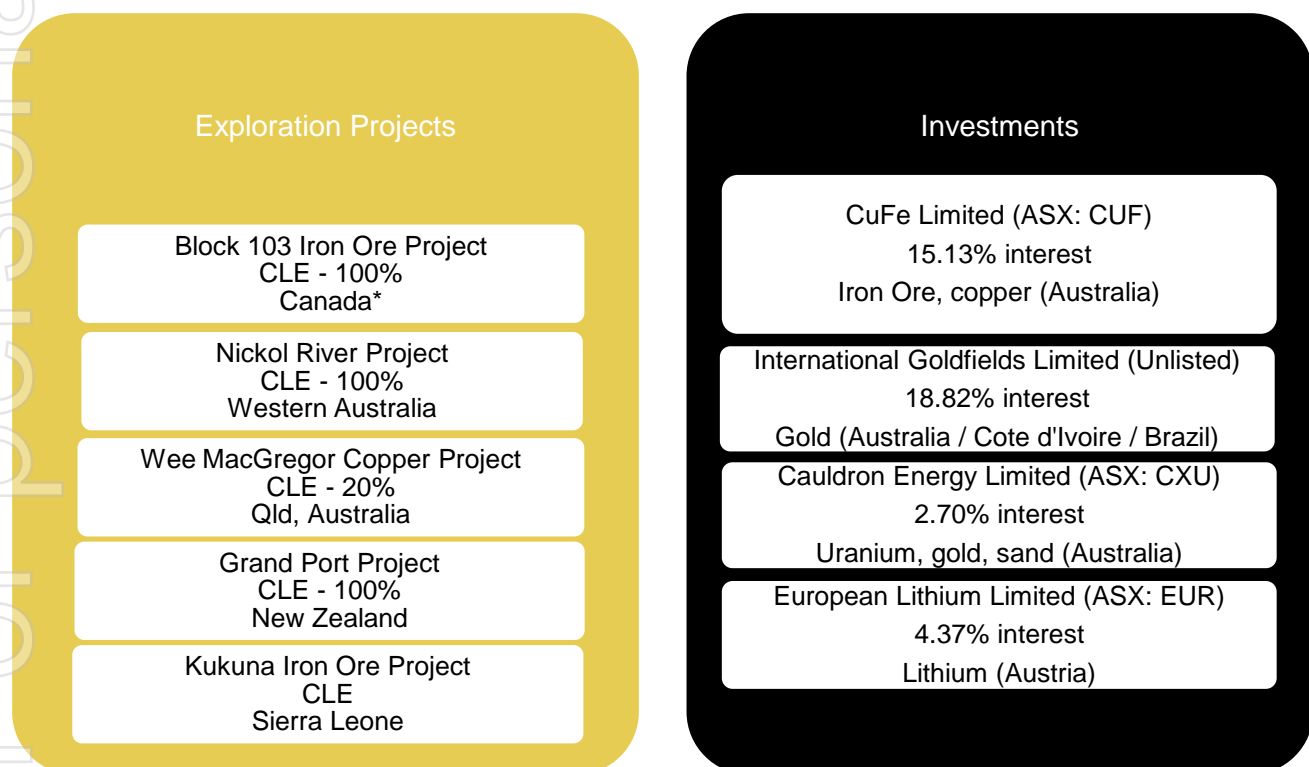 Exploration Projects
Block 103 Iron Ore Project
CLE - 100%
Canada*
Nickol River Project
CLE - 100%
Western Australia
Wee MacGregor Copper Project
CLE - 20%
Qld, Australia
Grand Port Project
CLE - 100%
New Zealand
Kukuna Iron Ore Project
CLE
Sierra Leone
Investments
CuFe Limited (ASX: CUF)
15.13% interest
Iron Ore, copper (Australia)
International Goldfields Limited (Unlisted)
18.82% interest
Gold (Australia / Cote d'Ivoire / Brazil)
Cauldron Energy Limited (ASX: CXU)
2.70% interest
Uranium, gold, sand (Australia)
European Lithium Limited (ASX: EUR)
4.37% interest
Lithium (Austria)